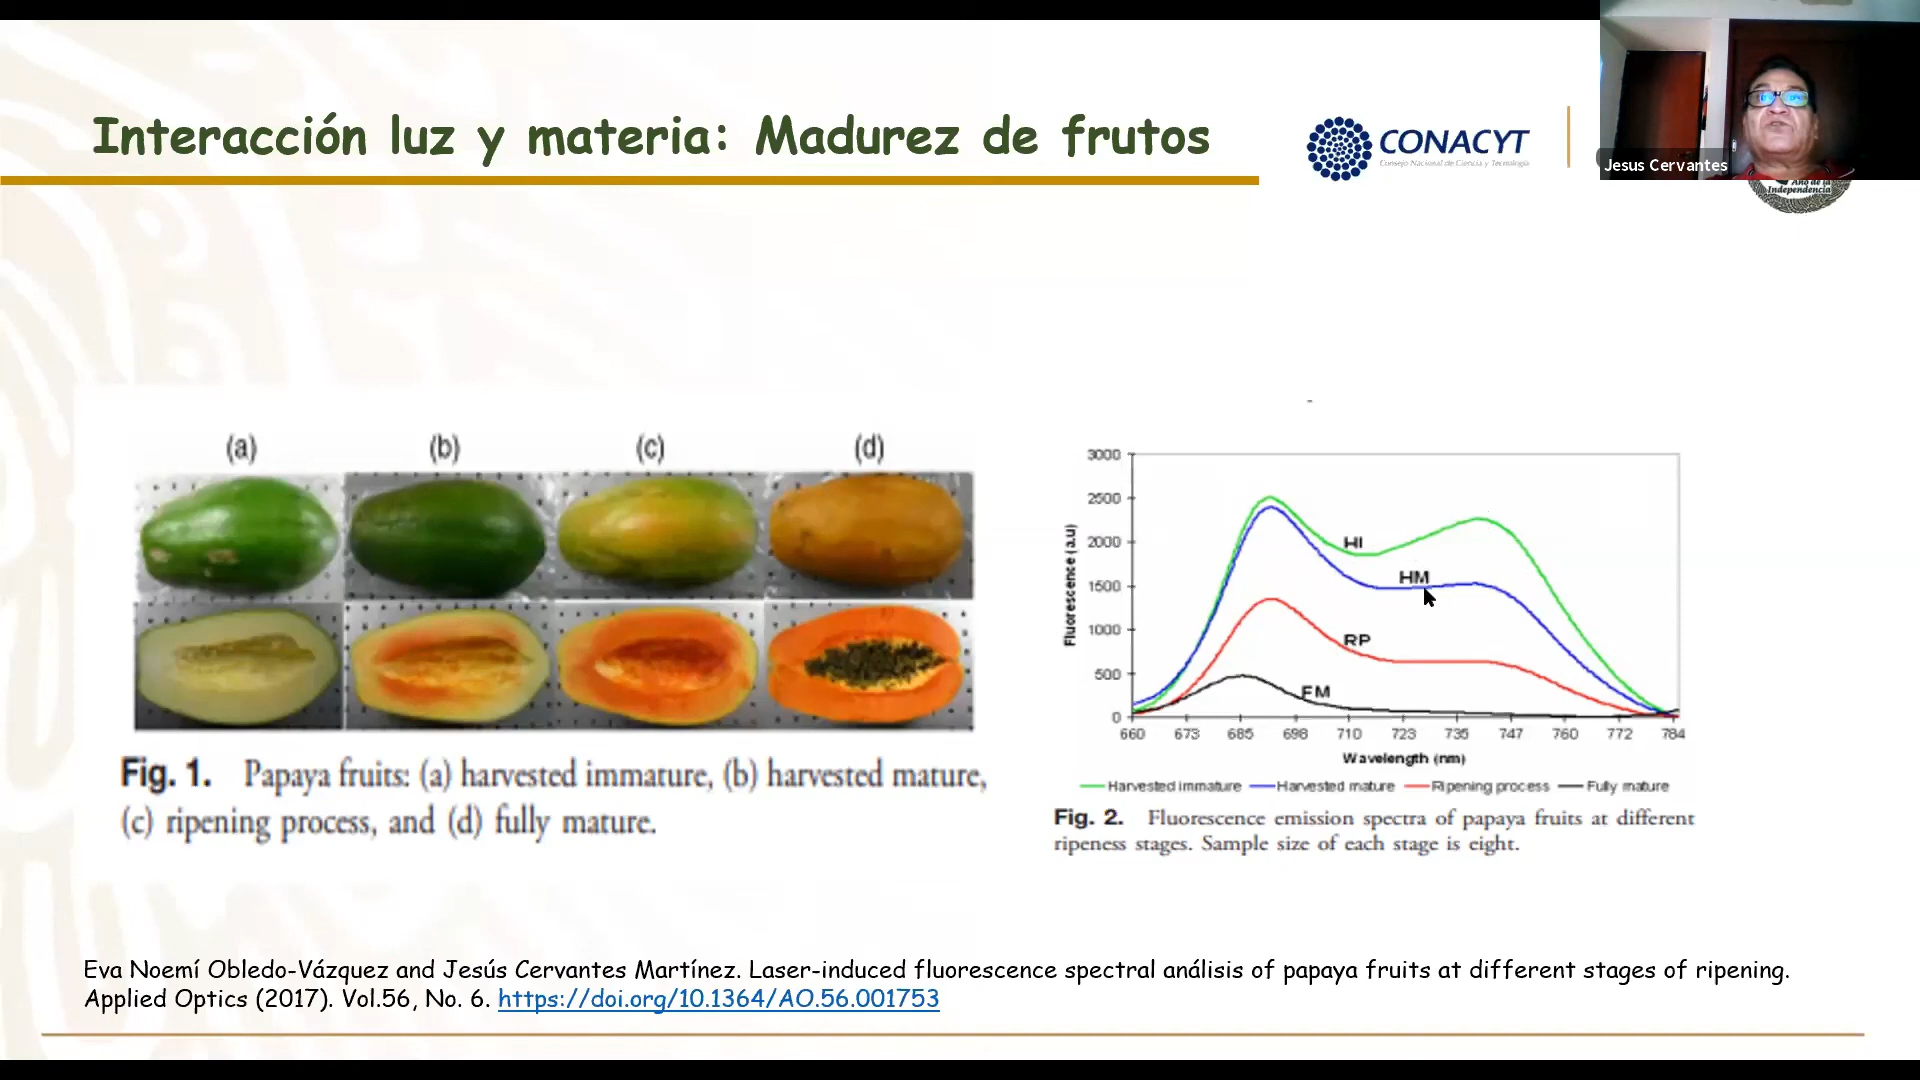 Interacción luz y materia: Madurez de frutos
CONACYT
Consejo Nacional de Ciencia y Tecnología
Jesus Cervantes
Año de la
Independencia
(a) (b) (c) (d)
Fig. 1. Papaya fruits: (a) harvested immature, (b) harvested mature,
(c) ripening process, and (d) fully mature.
Fluorescence (a.u)
3000
2500
2000
1500
1000
500
0
HI
HM
RP
FM
660 673 685 698 710 723 735 747 760 772 784
Wavelength (nm)
Harvested immature Harvested mature Ripening process Fully mature
Fig. 2. Fluorescence emission spectra of papaya fruits at different
ripeness stages. Sample size of each stage is eight.
Eva Noemí Obledo-Vázquez and Jesús Cervantes Martínez. Laser-induced fluorescence spectral análisis of papaya fruits at different stages of ripening.
Applied Optics (2017). Vol.56, No. 6. https://doi.org/10.1364/AO.56.001753